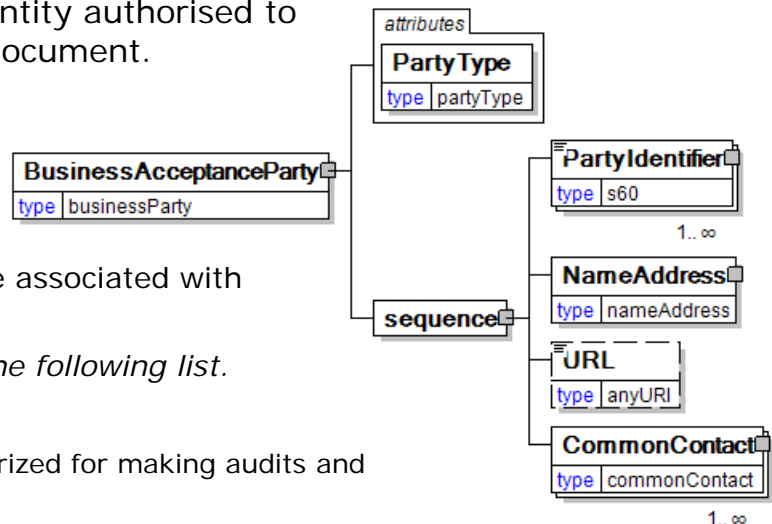 ntity authorised to
ocument.
attributes
PartyType
type partyType
BusinessAcceptanceParty
type businessParty
PartyIdentifier
type s60
1..∞
e associated with
NameAddress
type nameAddress
sequence
he following list.
URL
type anyURI
rized for making audits and
CommonContact
type commonContact
1..∞